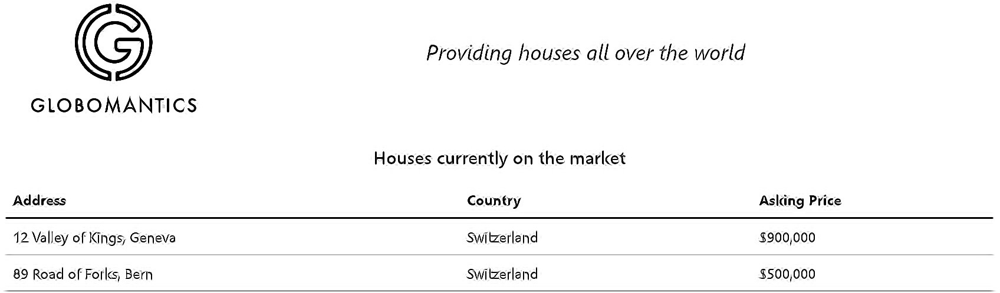 Providing houses all over the world
GLOBOMANTICS
Houses currently on the market
Address Country Asking Price
12 Valley of Kings, Geneva Switzerland $900,000
89 Road of Forks, Bern Switzerland $500,000